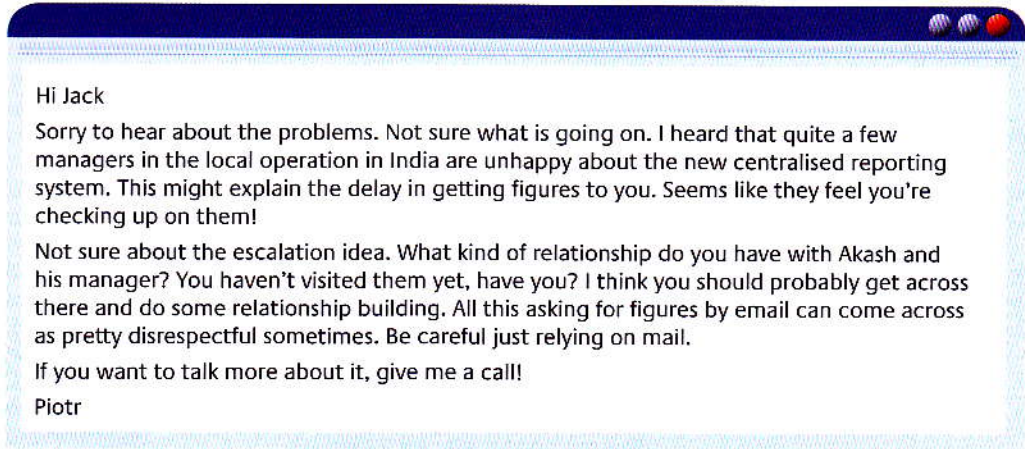 Hi Jack
Sorry to hear about the problems. Not sure what is going on. I heard that quite a few
managers in the local operation in India are unhappy about the new centralised reporting
system. This might explain the delay in getting figures to you. Seems like they feel you're
checking up on them!
Not sure about the escalation idea. What kind of relationship do you have with Akash and
his manager? You haven't visited them yet, have you? I think you should probably get across
there and do some relationship building. All this asking for figures by email can come across
as pretty disrespectful sometimes. Be careful just relying on mail.
If you want to talk more about it, give me a call!
Piotr